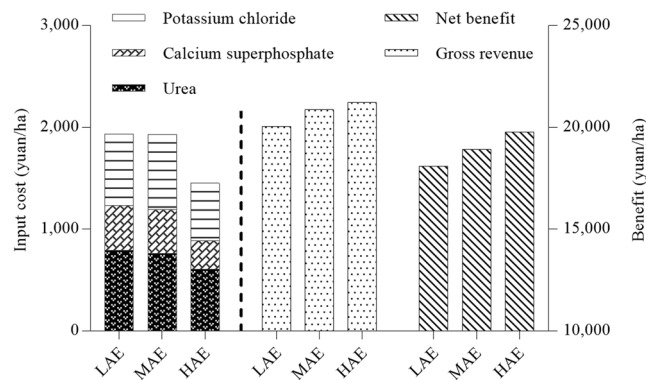 3,000
2,000
1,000
0
Input cost (yuan/ha)
Potassium chloride
Calcium superphosphate
Urea
Net benefit
Gross revenue
25,000
20,000
15,000
10,000
Benefit (yuan/ha)
LAE MAE HAE LAE MAE HAE LAE MAE HAE